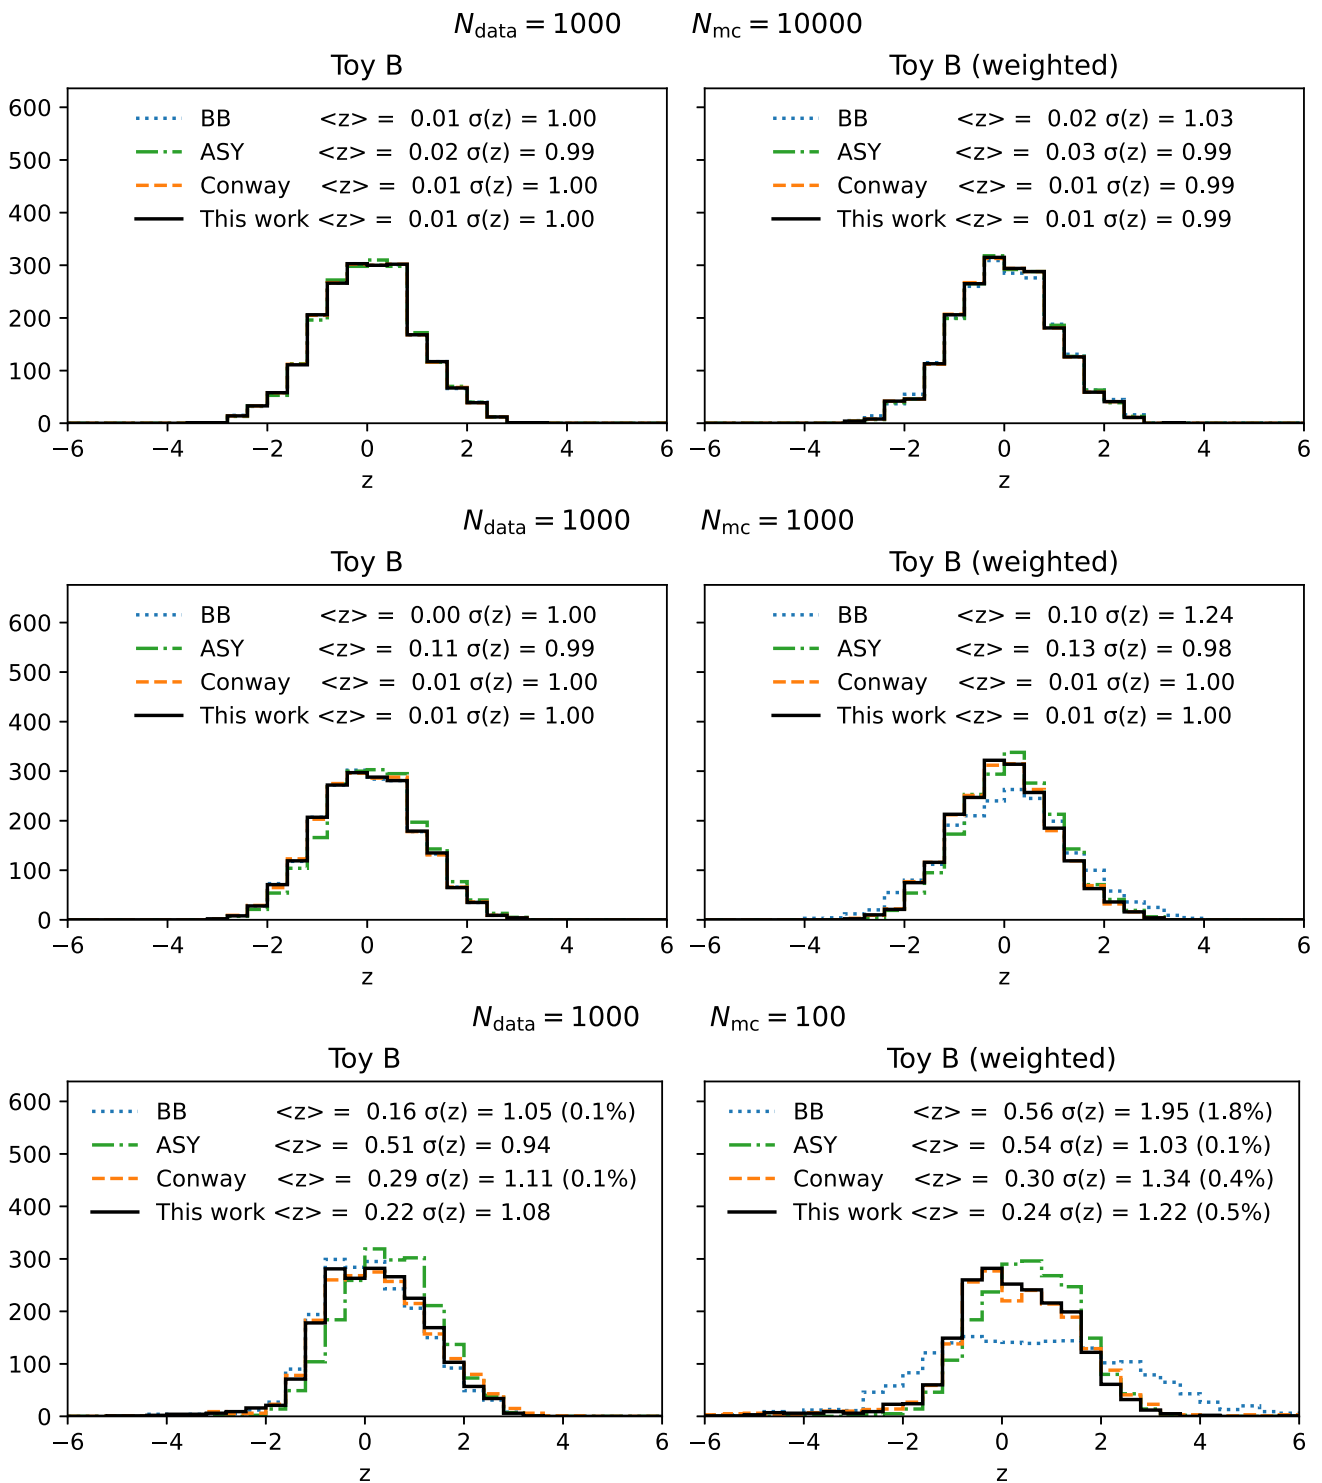 N_data = 1000 N_mc = 10000
Toy B
BB <z> = 0.01 σ(z) = 1.00
ASY <z> = 0.02 σ(z) = 0.99
Conway <z> = 0.01 σ(z) = 1.00
This work <z> = 0.01 σ(z) = 1.00
600
500
400
300
200
100
0
−6 −4 −2 0 2 4 6
z
Toy B (weighted)
BB <z> = 0.02 σ(z) = 1.03
ASY <z> = 0.03 σ(z) = 0.99
Conway <z> = 0.01 σ(z) = 0.99
This work <z> = 0.01 σ(z) = 0.99
−6 −4 −2 0 2 4 6
z
N_data = 1000 N_mc = 1000
Toy B
BB <z> = 0.00 σ(z) = 1.00
ASY <z> = 0.11 σ(z) = 0.99
Conway <z> = 0.01 σ(z) = 1.00
This work <z> = 0.01 σ(z) = 1.00
600
500
400
300
200
100
0
−6 −4 −2 0 2 4 6
z
Toy B (weighted)
BB <z> = 0.10 σ(z) = 1.24
ASY <z> = 0.13 σ(z) = 0.98
Conway <z> = 0.01 σ(z) = 1.00
This work <z> = 0.01 σ(z) = 1.00
−6 −4 −2 0 2 4 6
z
N_data = 1000 N_mc = 100
Toy B
BB <z> = 0.16 σ(z) = 1.05 (0.1%)
ASY <z> = 0.51 σ(z) = 0.94
Conway <z> = 0.29 σ(z) = 1.11 (0.1%)
This work <z> = 0.22 σ(z) = 1.08
600
500
400
300
200
100
0
−6 −4 −2 0 2 4 6
z
Toy B (weighted)
BB <z> = 0.56 σ(z) = 1.95 (1.8%)
ASY <z> = 0.54 σ(z) = 1.03 (0.1%)
Conway <z> = 0.30 σ(z) = 1.34 (0.4%)
This work <z> = 0.24 σ(z) = 1.22 (0.5%)
−6 −4 −2 0 2 4 6
z